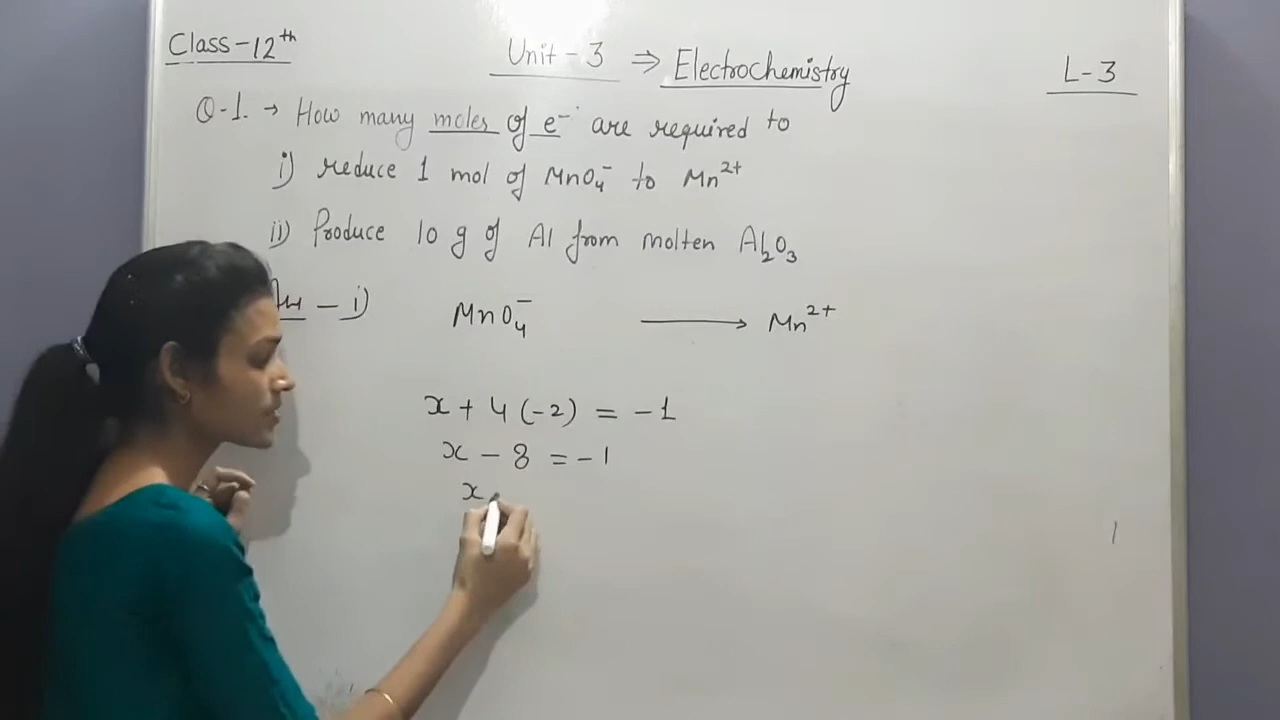 Class-12th Unit-3 ⇒ Electrochemistry L-3
Q-1. → How many moles of e⁻ are required to
i) reduce 1 mol of MnO₄⁻ to Mn²⁺
ii) Produce 10 g of Al from molten Al₂O₃
- i) MnO₄⁻ ⟶ Mn²⁺
x + 4(-2) = -1
x - 8 = -1
x